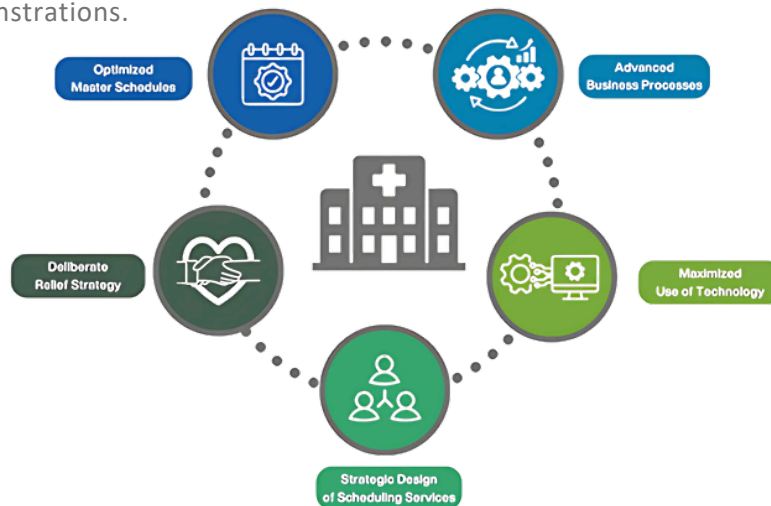 nstrations.
Optimized
Master Schedules
Advanced
Business Processes
Deliberate
Relief Strategy
Maximized
Use of Technology
Strategic Design
of Scheduling Services